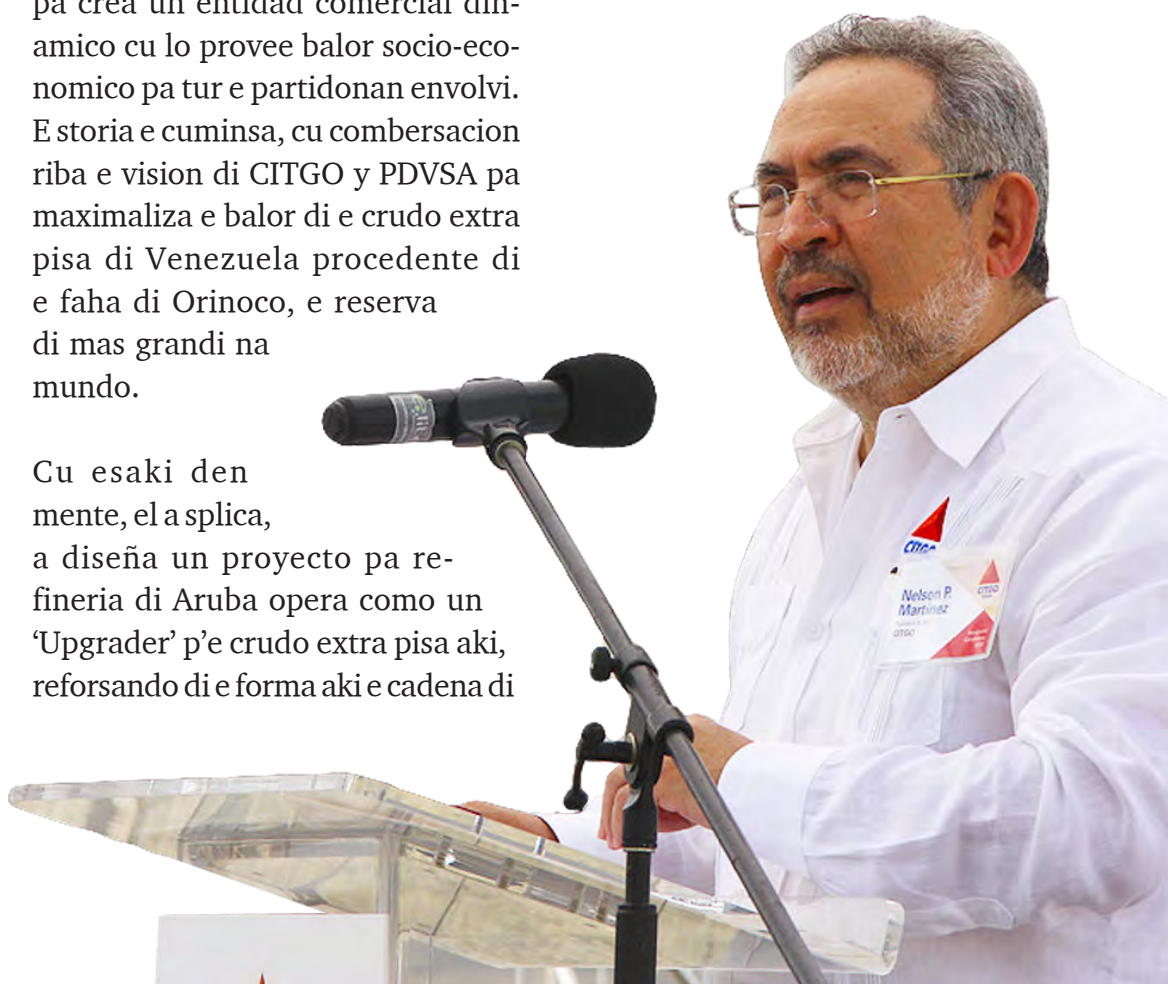 pa crea un entidad comercial din-
amico cu lo provee balor socio-eco-
nomico pa tur e partidonan envolvi.
E storia e cuminsa, cu combersacion
riba e vision di CITGO y PDVSA pa
maximaliza e balor di e crudo extra
pisa di Venezuela procedente di
e faha di Orinoco, e reserva
di mas grandi na
mundo.
Cu esaki den
mente, el a splica,
a diseña un proyecto pa re-
fineria di Aruba opera como un
‘Upgrader’ p’e crudo extra pisa aki,
reforsando di e forma aki e cadena di
CITGO
Nelson P.
Martinez
CITGO
CITGO